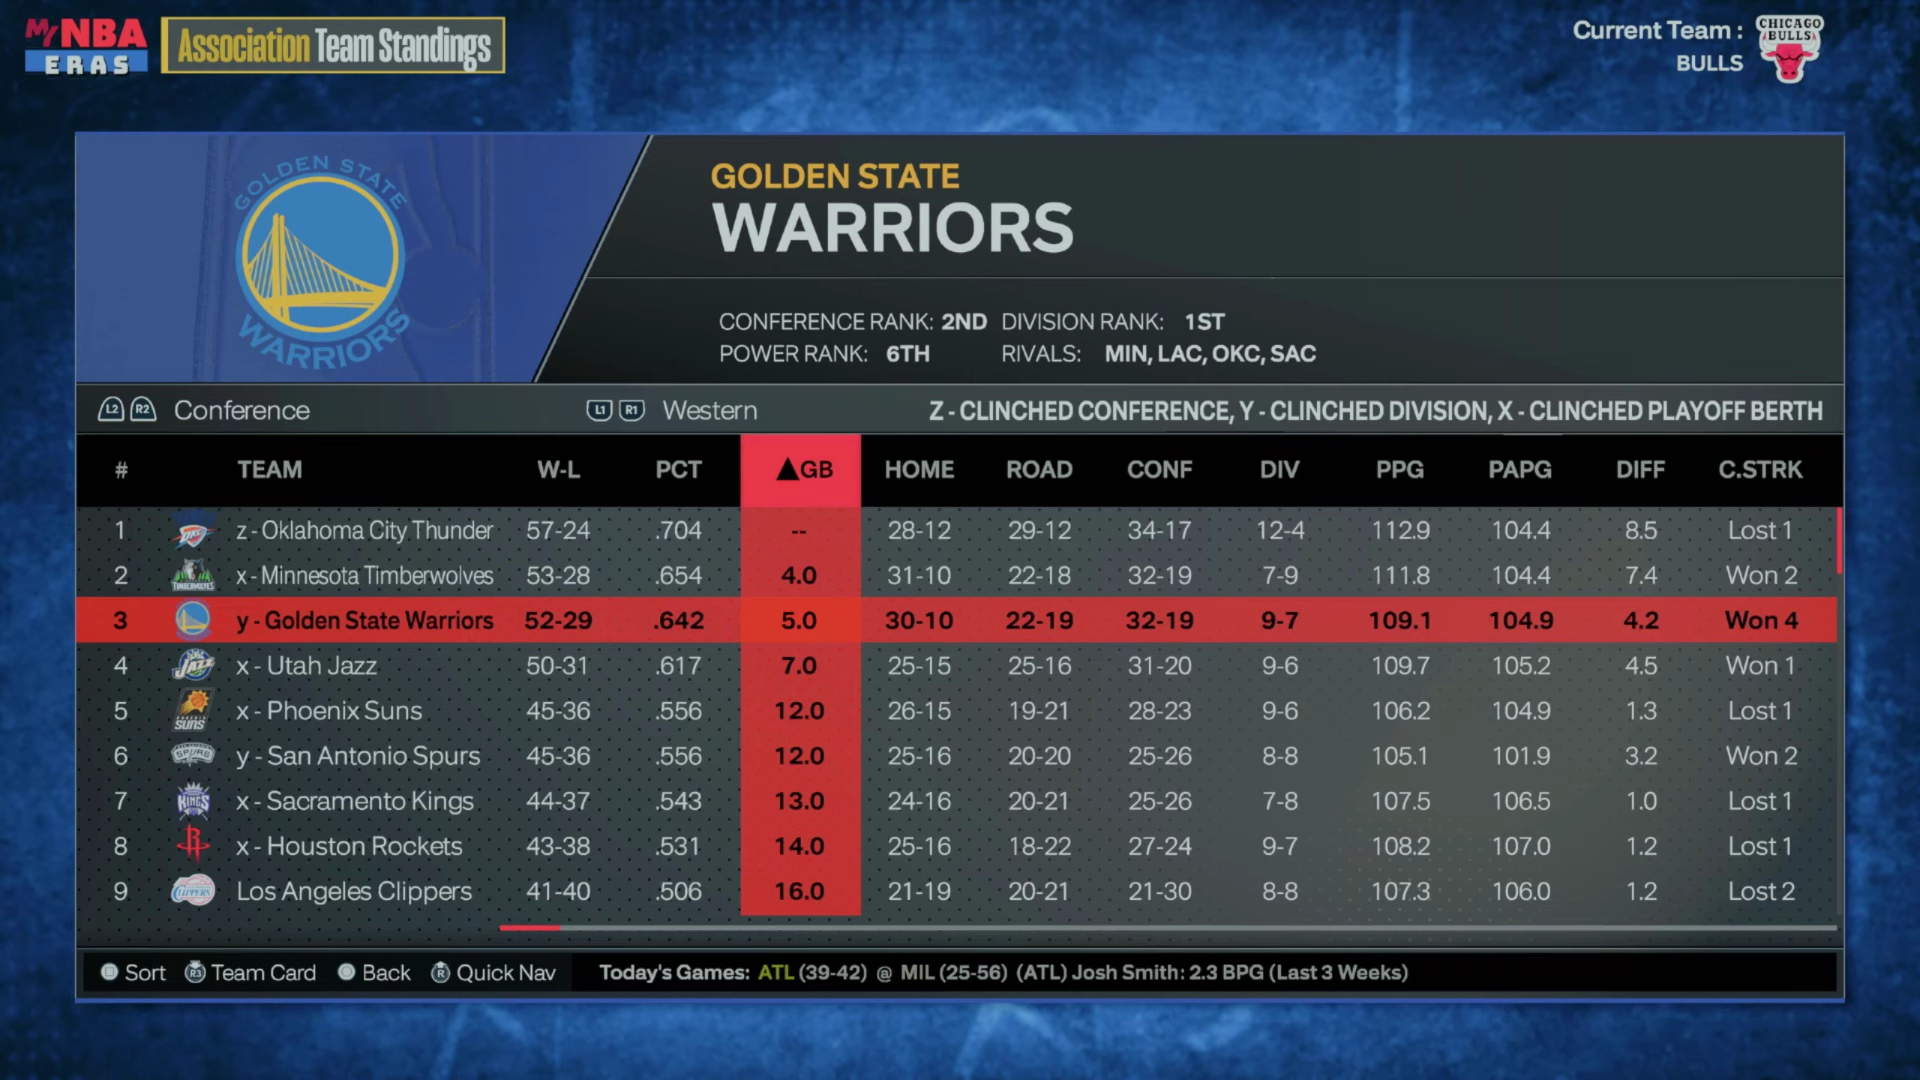 MyNBA
ERAS
Association Team Standings
Current Team :
BULLS
CHICAGO
BULLS
GOLDEN STATE
WARRIORS
GOLDEN STATE
WARRIORS
CONFERENCE RANK: 2ND DIVISION RANK: 1ST
POWER RANK: 6TH RIVALS: MIN, LAC, OKC, SAC
L2 R2 Conference L1 R1 Western Z - CLINCHED CONFERENCE, Y - CLINCHED DIVISION, X - CLINCHED PLAYOFF BERTH
# TEAM W-L PCT ▲GB HOME ROAD CONF DIV PPG PAPG DIFF C.STRK
1 z - Oklahoma City Thunder 57-24 .704 -- 28-12 29-12 34-17 12-4 112.9 104.4 8.5 Lost 1
2 x - Minnesota Timberwolves 53-28 .654 4.0 31-10 22-18 32-19 7-9 111.8 104.4 7.4 Won 2
3 y - Golden State Warriors 52-29 .642 5.0 30-10 22-19 32-19 9-7 109.1 104.9 4.2 Won 4
4 JAZZ x - Utah Jazz 50-31 .617 7.0 25-15 25-16 31-20 9-6 109.7 105.2 4.5 Won 1
5 SUNS x - Phoenix Suns 45-36 .556 12.0 26-15 19-21 28-23 9-6 106.2 104.9 1.3 Lost 1
6 SPURS y - San Antonio Spurs 45-36 .556 12.0 25-16 20-20 25-26 8-8 105.1 101.9 3.2 Won 2
7 KINGS x - Sacramento Kings 44-37 .543 13.0 24-16 20-21 25-26 7-8 107.5 106.5 1.0 Lost 1
8 R x - Houston Rockets 43-38 .531 14.0 25-16 18-22 27-24 9-7 108.2 107.0 1.2 Lost 1
9 CLIPPERS Los Angeles Clippers 41-40 .506 16.0 21-19 20-21 21-30 8-8 107.3 106.0 1.2 Lost 2
Sort R3 Team Card Back R Quick Nav Today's Games: ATL (39-42) @ MIL (25-56) (ATL) Josh Smith: 2.3 BPG (Last 3 Weeks)